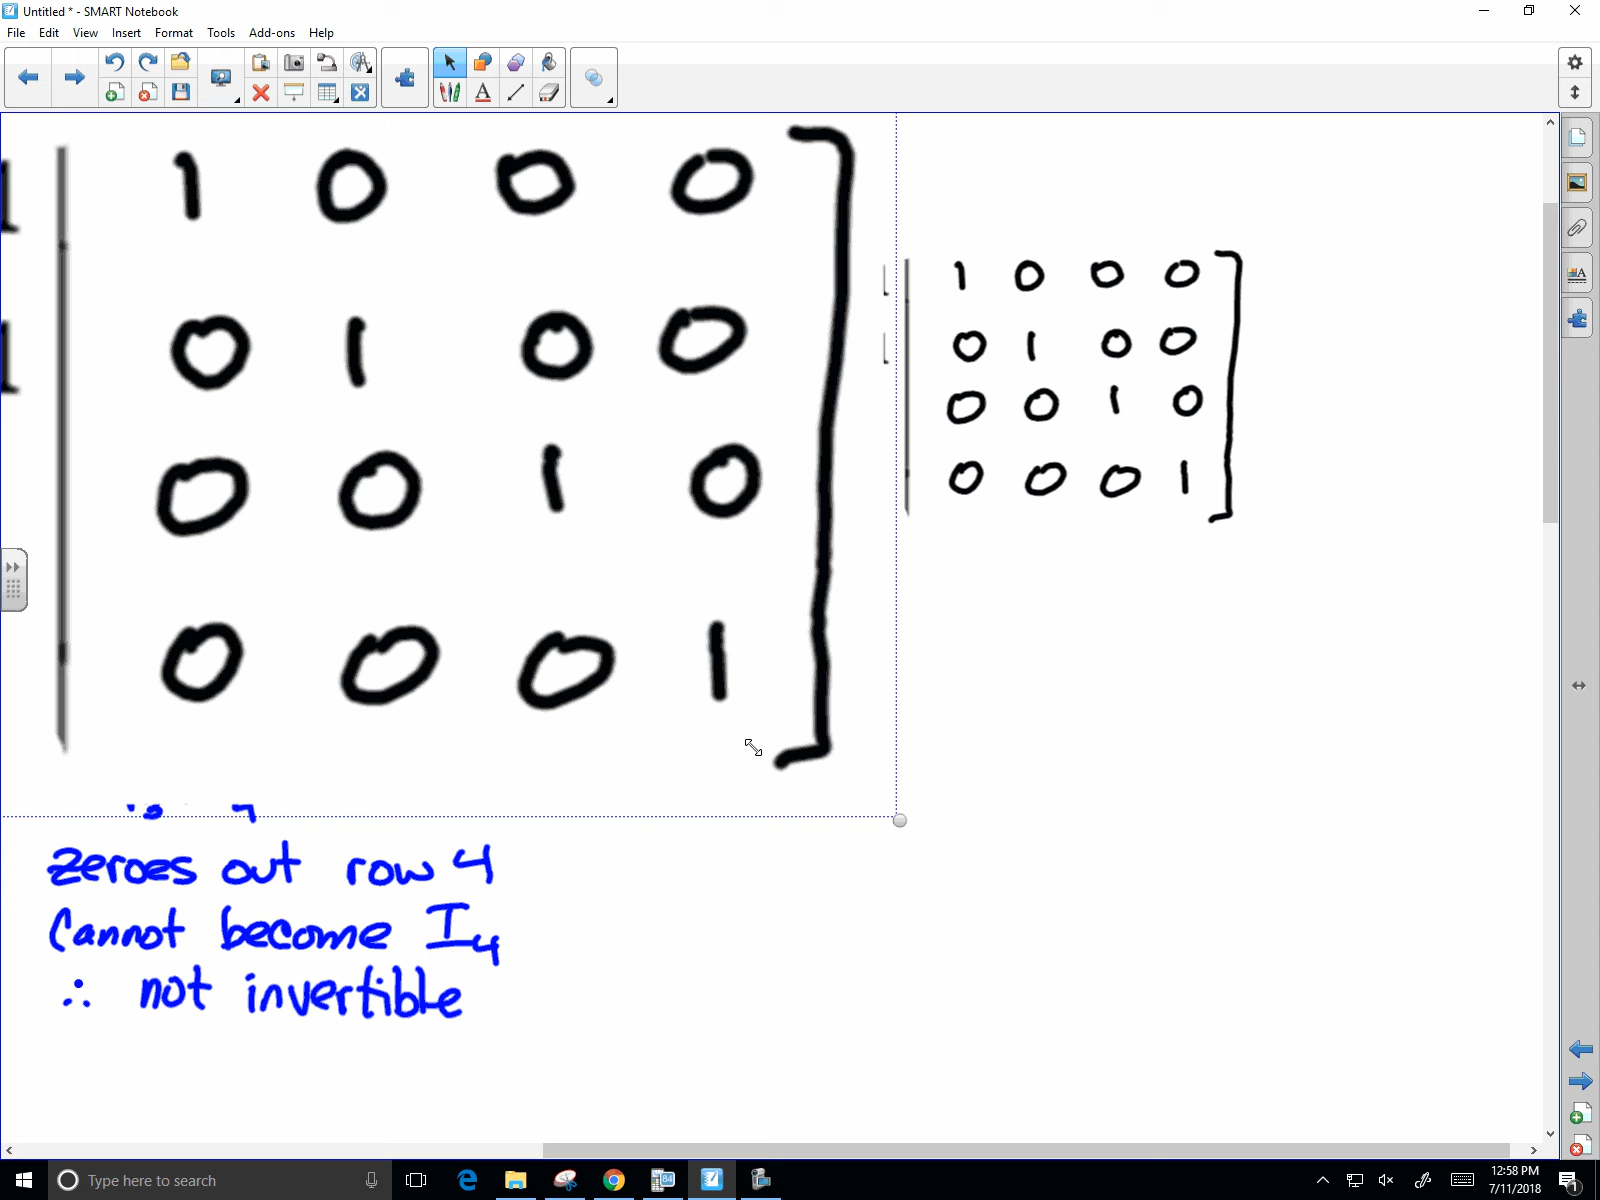 Untitled * - SMART Notebook
File Edit View Insert Format Tools Add-ons Help
1 0 0 0
0 1 0 0
0 0 1 0
0 0 0 1
1 0 0 0
0 1 0 0
0 0 1 0
0 0 0 1
zeroes out row 4
Cannot become I4
∴ not invertible
Type here to search
84
12:58 PM
7/11/2018
1